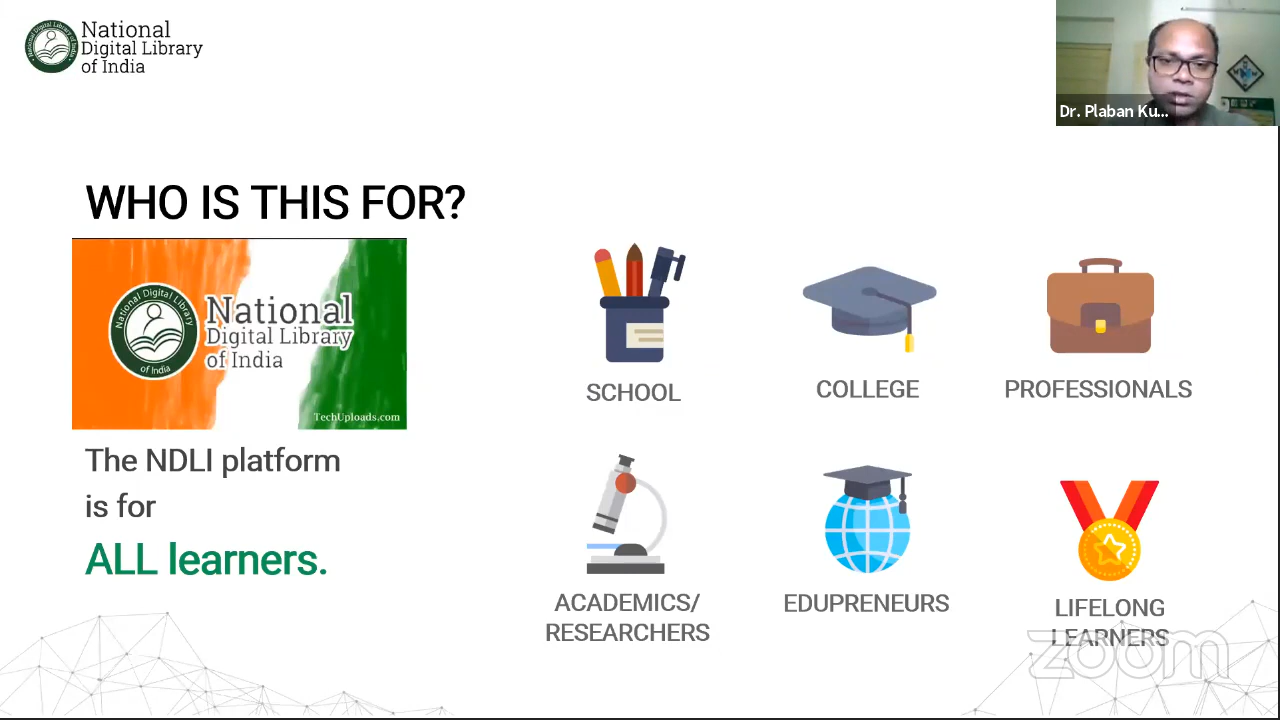 National
Digital Library
of India
Dr. Plaban Ku...
WHO IS THIS FOR?
National Digital Library
of India
National
Digital Library
of India
TechUploads.com
The NDLI platform
is for
ALL learners.
SCHOOL
COLLEGE
PROFESSIONALS
ACADEMICS/
RESEARCHERS
EDUPRENEURS
LIFELONG
LEARNERS
zoom